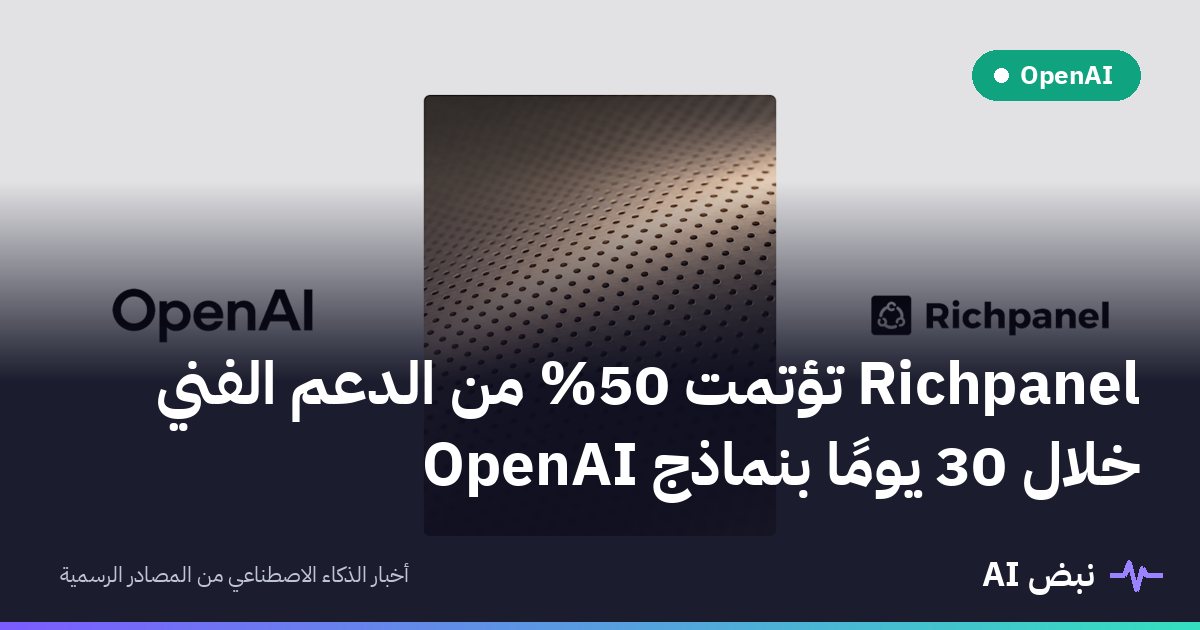 OpenAI
OpenAI
Richpanel
Richpanel تؤتمت 50% من الدعم الفني
خلال 30 يومًا بنماذج OpenAI
نبض AI
أخبار الذكاء الاصطناعي من المصادر الرسمية